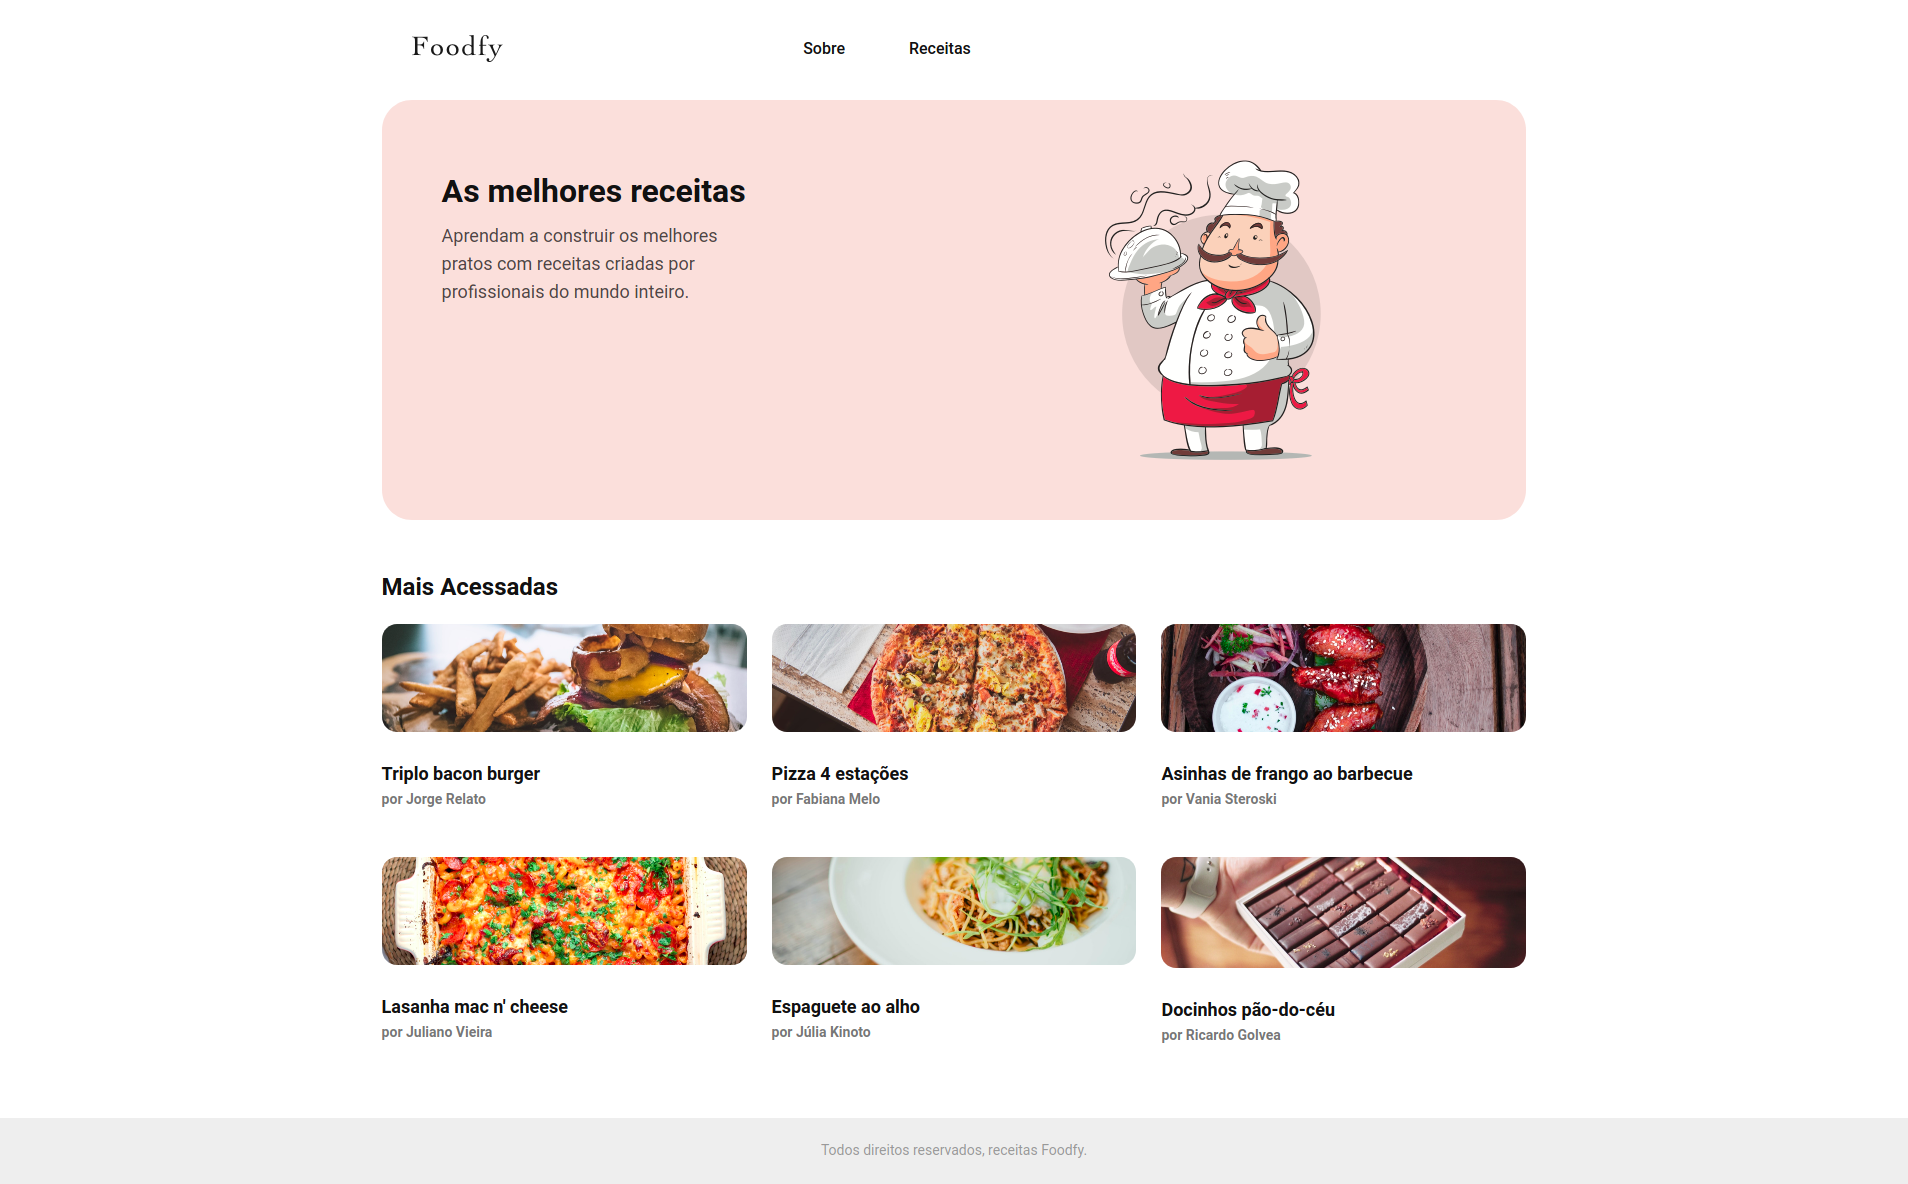 Foodfy
Sobre
Receitas
As melhores receitas
Aprendam a construir os melhores
pratos com receitas criadas por
profissionais do mundo inteiro.
Mais Acessadas
Triplo bacon burger
por Jorge Relato
Pizza 4 estações
por Fabiana Melo
Asinhas de frango ao barbecue
por Vania Steroski
Lasanha mac n' cheese
por Juliano Vieira
Espaguete ao alho
por Júlia Kinoto
Docinhos pão-do-céu
por Ricardo Golvea
Todos direitos reservados, receitas Foodfy.